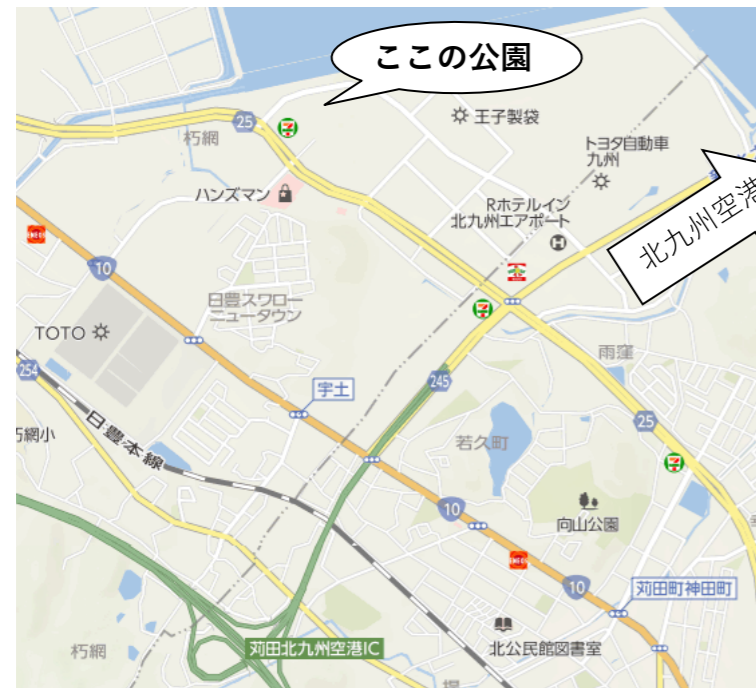 ここの公園
25
朽網
王子製袋
トヨタ自動車
九州
北九州空港
ハンズマン
Rホテルイン
北九州エアポート
10
日豊スワロー
ニュータウン
TOTO
254
宇土
245
雨窪
25
朽網小
日豊本線
若久町
10
向山公園
10
苅田町神田町
朽網
苅田北九州空港IC
北公民館図書室